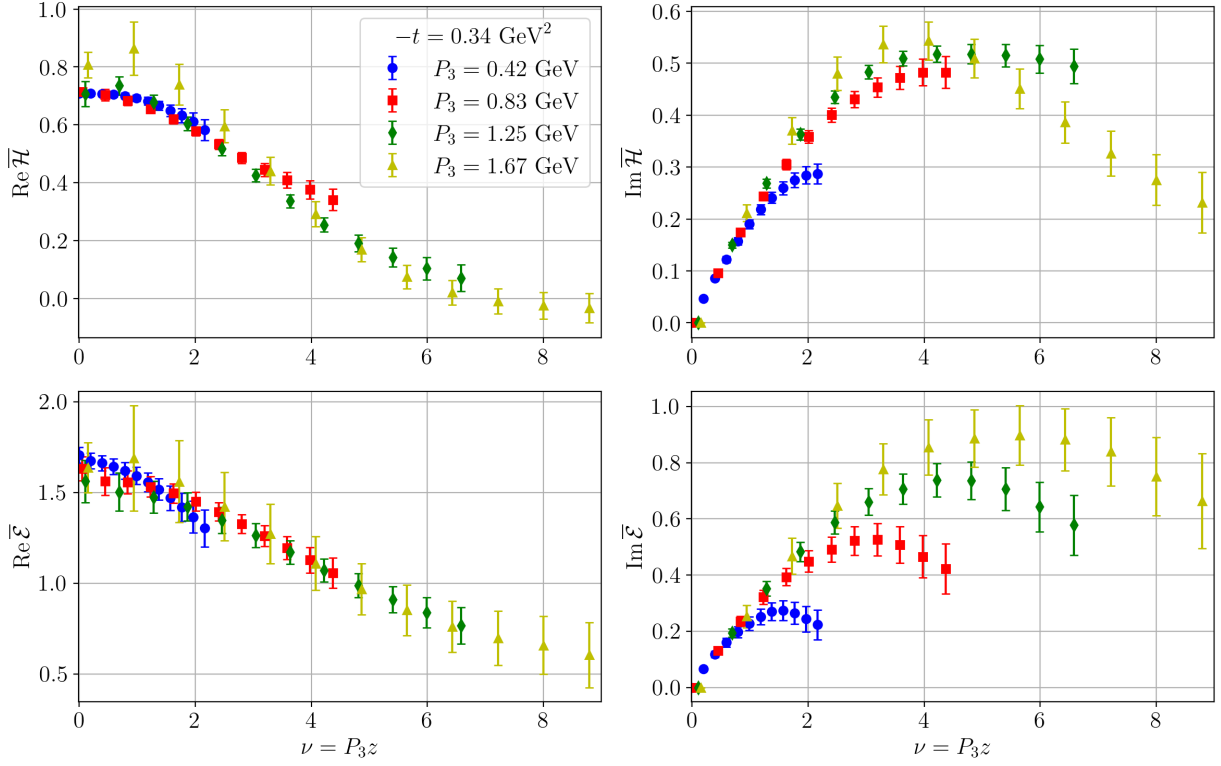 Re H̅
0.0
0.2
0.4
0.6
0.8
1.0
0 2 4 6 8
−t = 0.34 GeV²
P₃ = 0.42 GeV
P₃ = 0.83 GeV
P₃ = 1.25 GeV
P₃ = 1.67 GeV
Im H̅
0.6
0.5
0.4
0.3
0.2
0.1
0.0
0 2 4 6 8
Re E̅
2.0
1.5
1.0
0.5
0 2 4 6 8
ν = P₃z
Im E̅
1.0
0.8
0.6
0.4
0.2
0.0
0 2 4 6 8
ν = P₃z